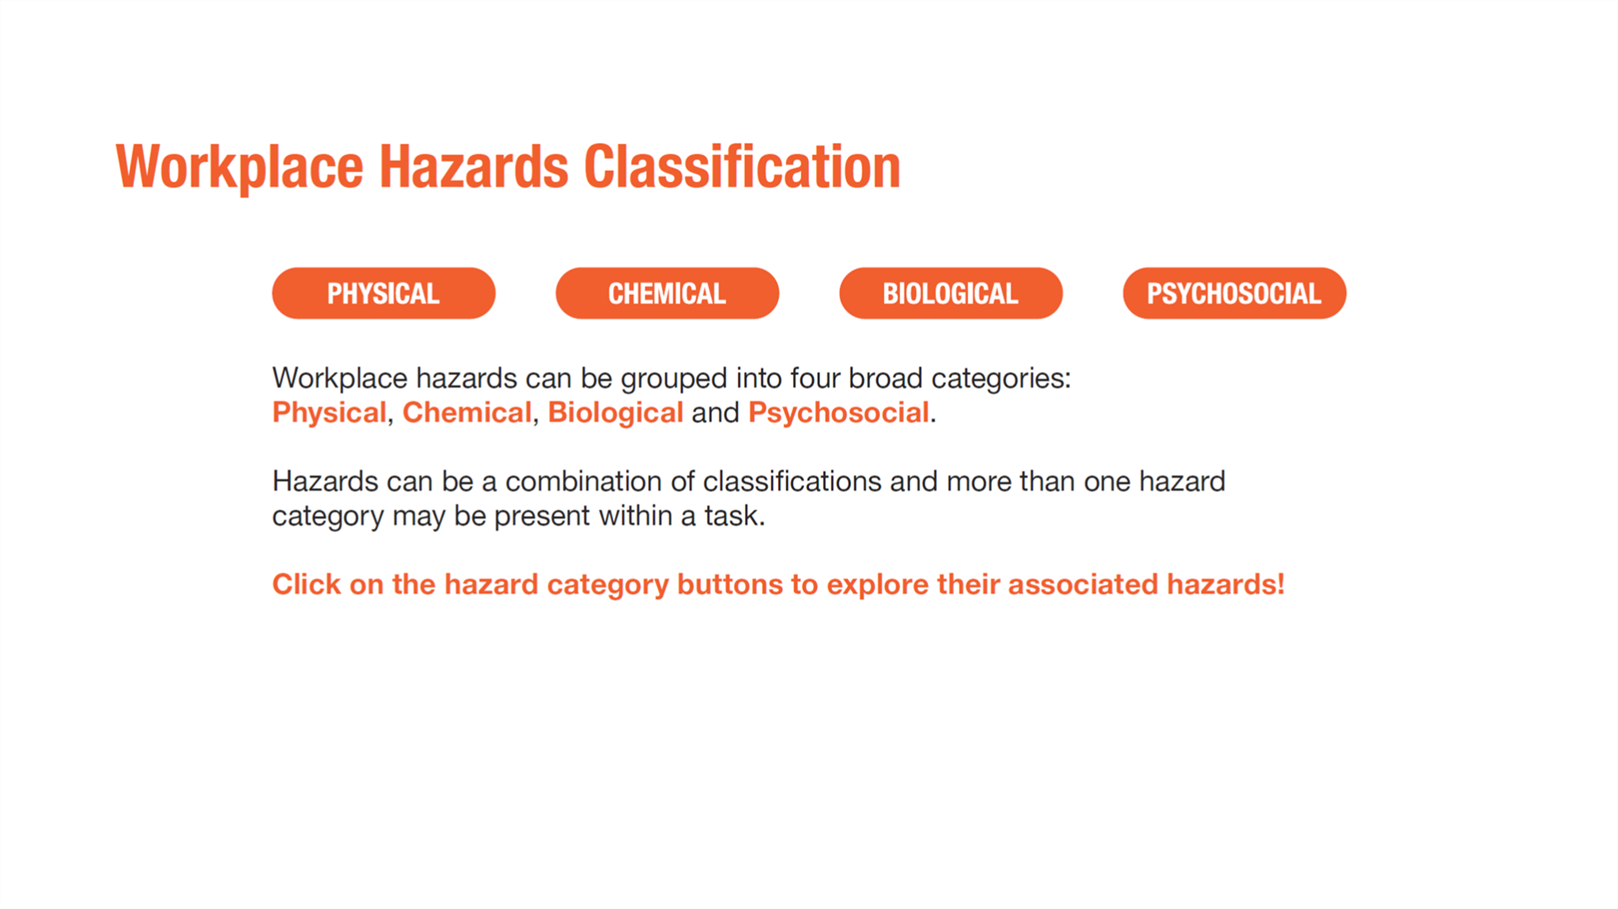 Workplace Hazards Classification
PHYSICAL
CHEMICAL
BIOLOGICAL
PSYCHOSOCIAL
Workplace hazards can be grouped into four broad categories:
Physical, Chemical, Biological and Psychosocial.
Hazards can be a combination of classifications and more than one hazard
category may be present within a task.
Click on the hazard category buttons to explore their associated hazards!